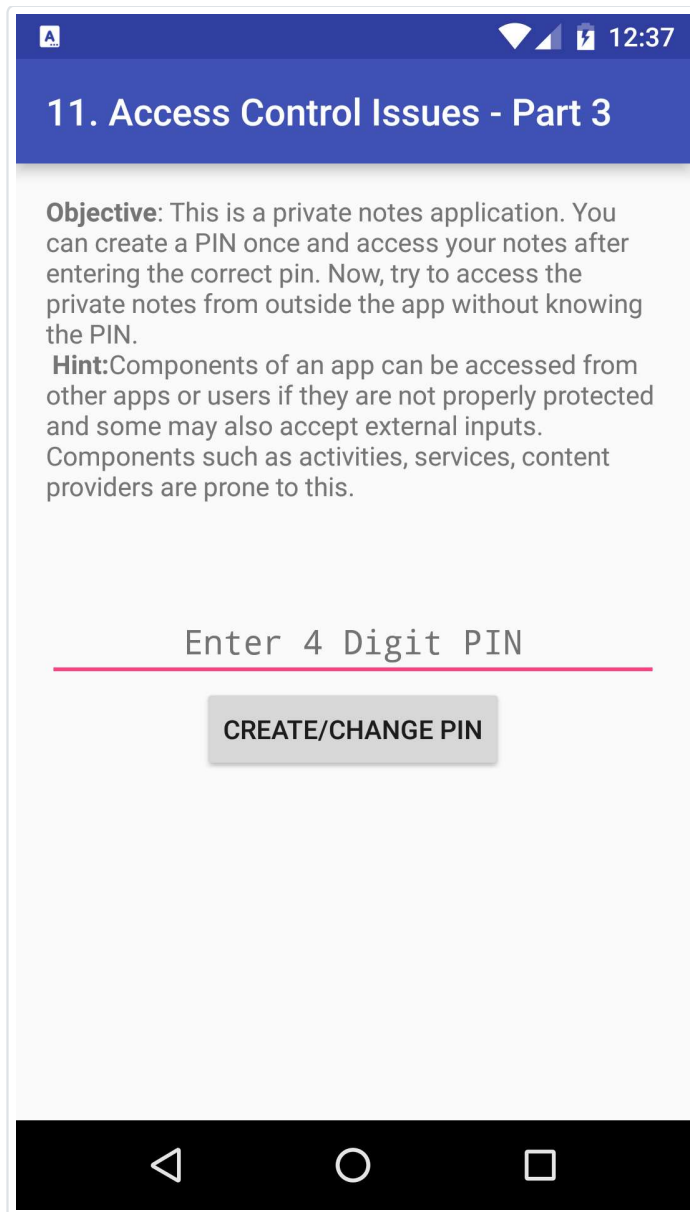 A
12:37
11. Access Control Issues - Part 3
Objective: This is a private notes application. You
can create a PIN once and access your notes after
entering the correct pin. Now, try to access the
private notes from outside the app without knowing
the PIN.
Hint:Components of an app can be accessed from
other apps or users if they are not properly protected
and some may also accept external inputs.
Components such as activities, services, content
providers are prone to this.
Enter 4 Digit PIN
CREATE/CHANGE PIN